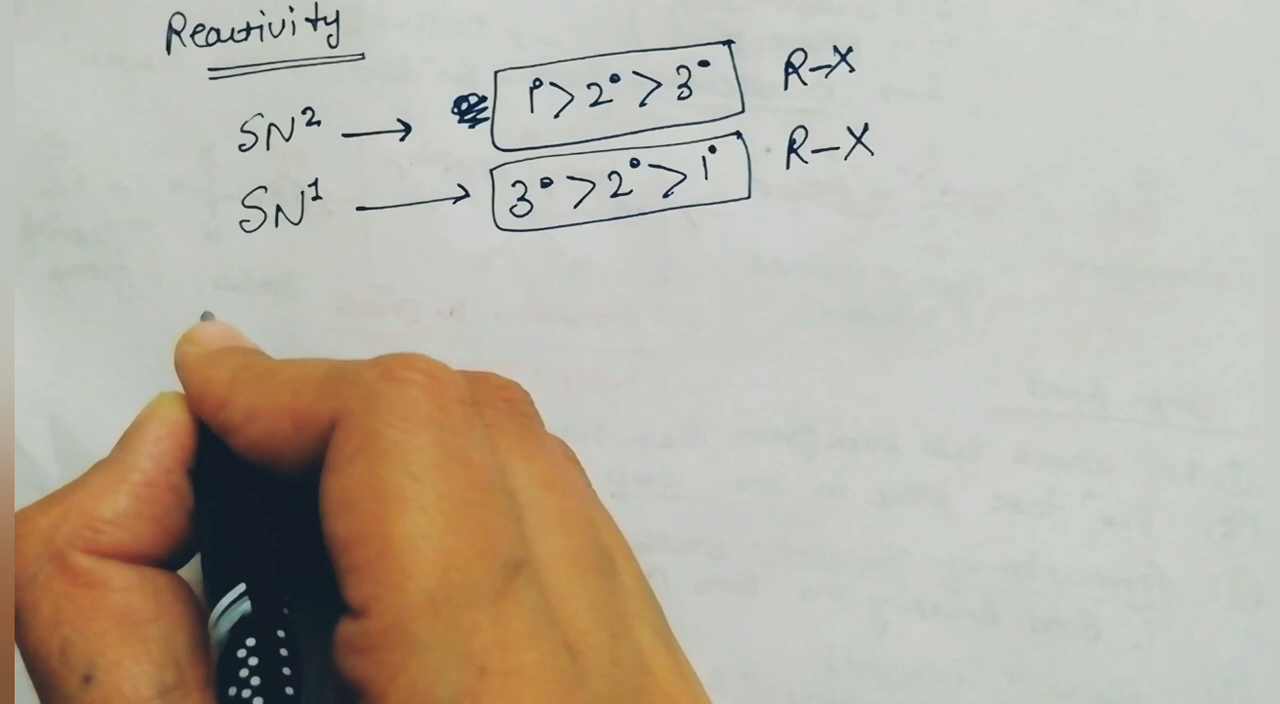 Reactivity
SN² → 1°>2°>3° R-X
SN¹ → 3°>2°>1° R-X